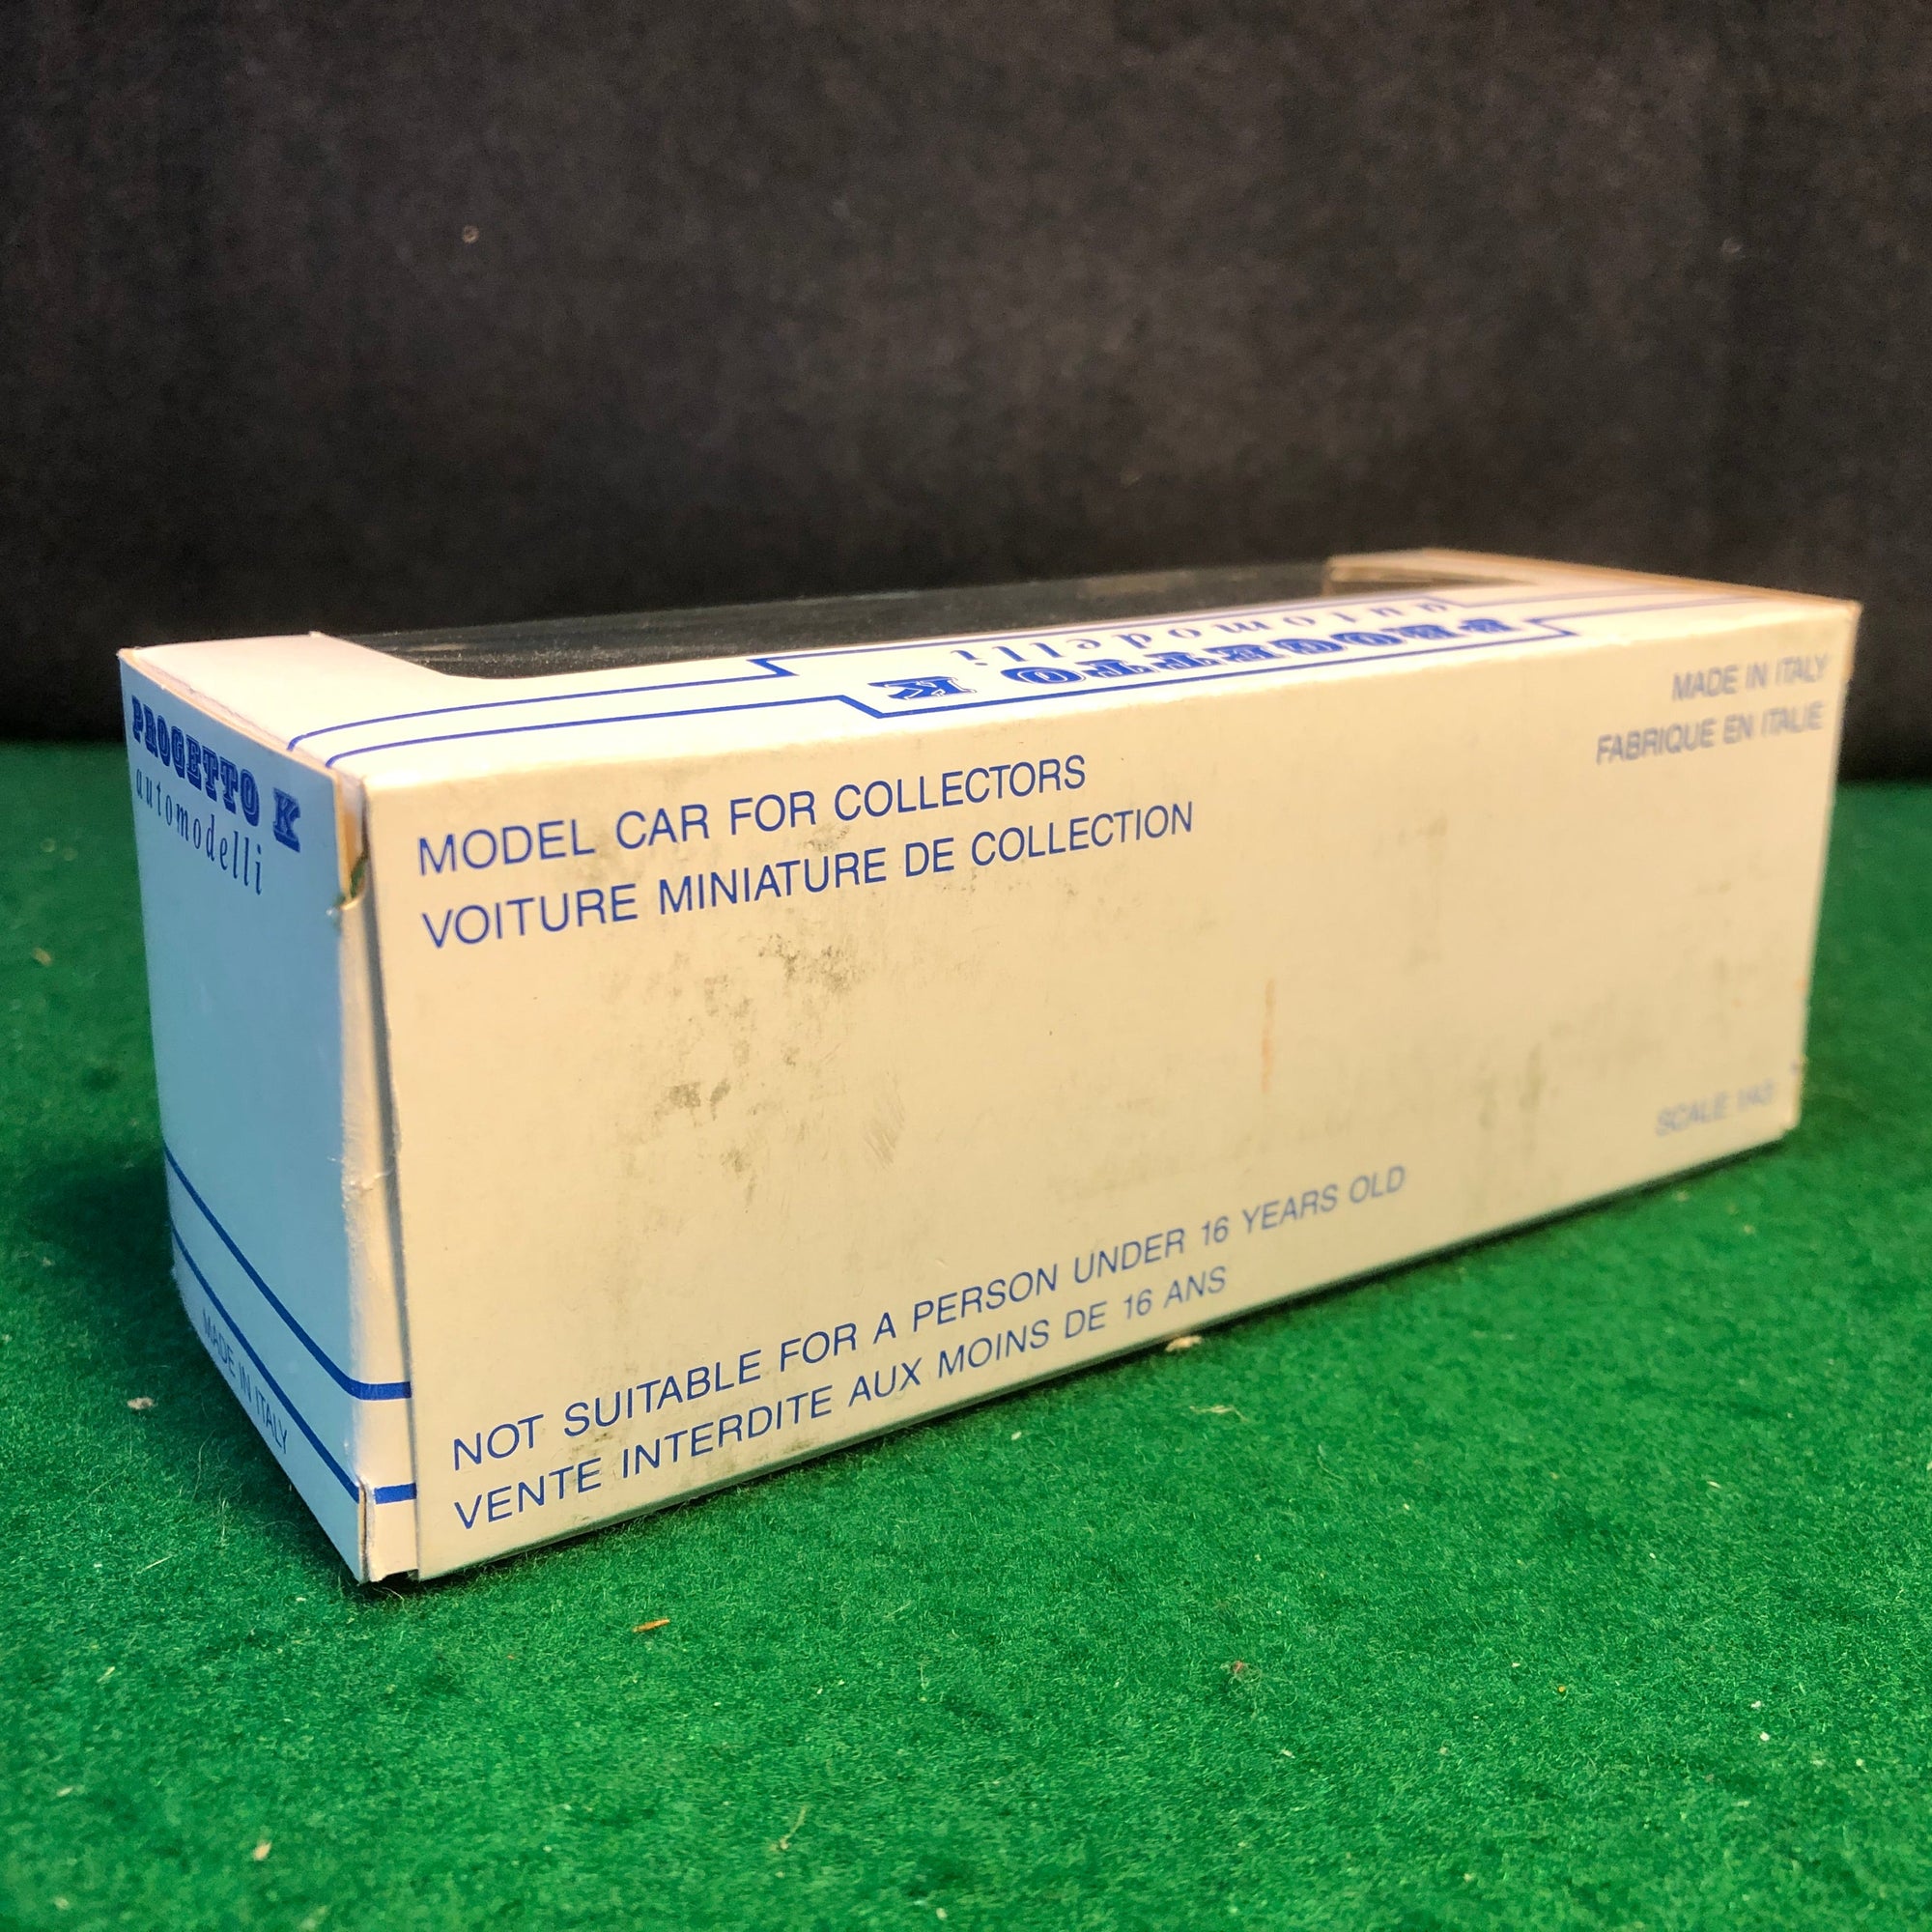 PROGETTO K
automodelli
MADE IN ITALY
PROGETTO K
automodelli
MODEL CAR FOR COLLECTORS
VOITURE MINIATURE DE COLLECTION
MADE IN ITALY
FABRIQUE EN ITALIE
SCALE 1/43
NOT SUITABLE FOR A PERSON UNDER 16 YEARS OLD
VENTE INTERDITE AUX MOINS DE 16 ANS